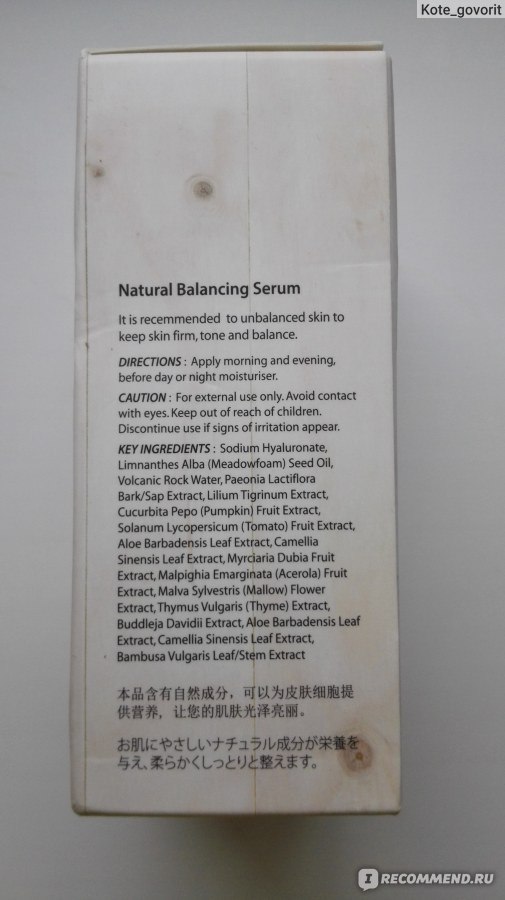 Kote_govorit
Natural Balancing Serum
It is recommended to unbalanced skin to
keep skin firm, tone and balance.
DIRECTIONS : Apply morning and evening,
before day or night moisturiser.
CAUTION : For external use only. Avoid contact
with eyes. Keep out of reach of children.
Discontinue use if signs of irritation appear.
KEY INGREDIENTS : Sodium Hyaluronate,
Limnanthes Alba (Meadowfoam) Seed Oil,
Volcanic Rock Water, Paeonia Lactiflora
Bark/Sap Extract, Lilium Tigrinum Extract,
Cucurbita Pepo (Pumpkin) Fruit Extract,
Solanum Lycopersicum (Tomato) Fruit Extract,
Aloe Barbadensis Leaf Extract, Camellia
Sinensis Leaf Extract, Myrciaria Dubia Fruit
Extract, Malpighia Emarginata (Acerola) Fruit
Extract, Malva Sylvestris (Mallow) Flower
Extract, Thymus Vulgaris (Thyme) Extract,
Buddleja Davidii Extract, Aloe Barbadensis Leaf
Extract, Camellia Sinensis Leaf Extract,
Bambusa Vulgaris Leaf/Stem Extract
本品含有自然成分，可以为皮肤细胞提
供营养，让您的肌肤光泽亮丽。
お肌にやさしいナチュラル成分が栄養を
与え、柔らかくしっとりと整えます。
I RECOMMEND.RU